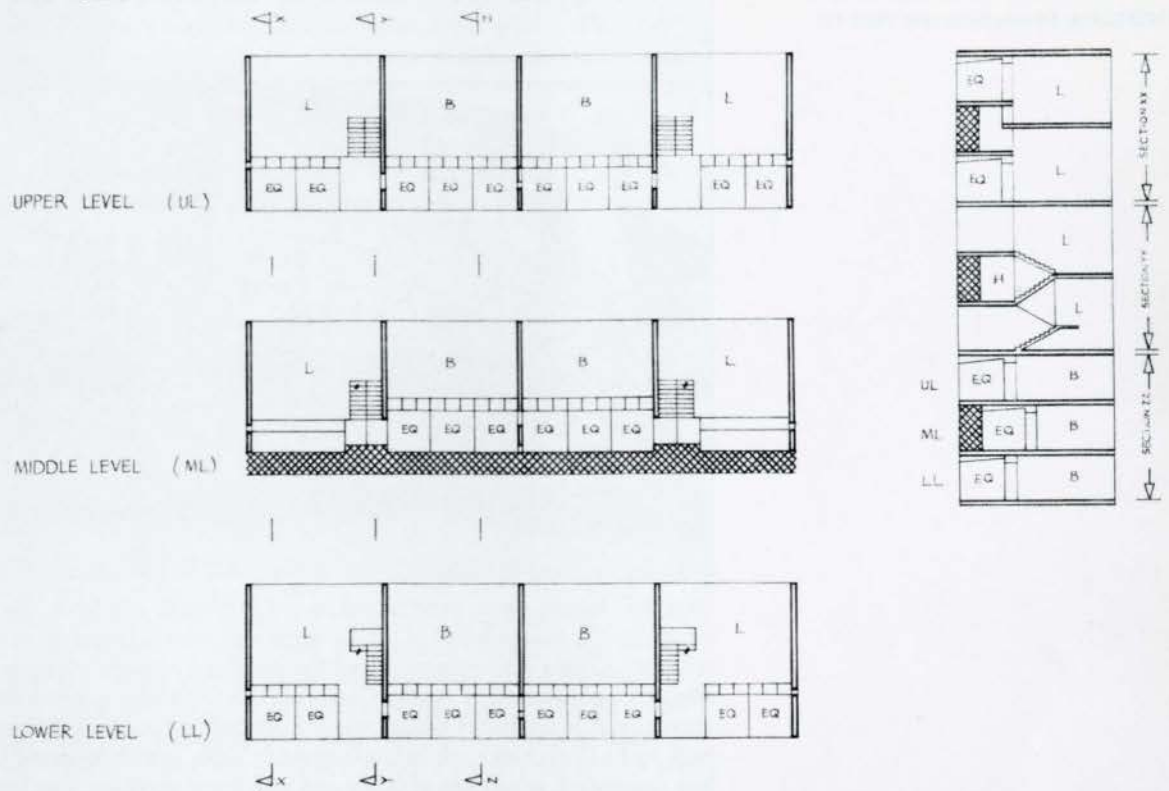 X Y Z
L B B L
EQ EQ EQ EQ EQ EQ EQ EQ EQ EQ
UPPER LEVEL (UL)
L B B L
EQ EQ EQ EQ EQ EQ
MIDDLE LEVEL (ML)
L B B L
EQ EQ EQ EQ EQ EQ EQ EQ EQ EQ
LOWER LEVEL (LL)
X Y Z
EQ L
EQ L
SECTION XX
L
H
L
SECTION YY
UL EQ B
ML EQ B
LL EQ B
SECTION ZZ